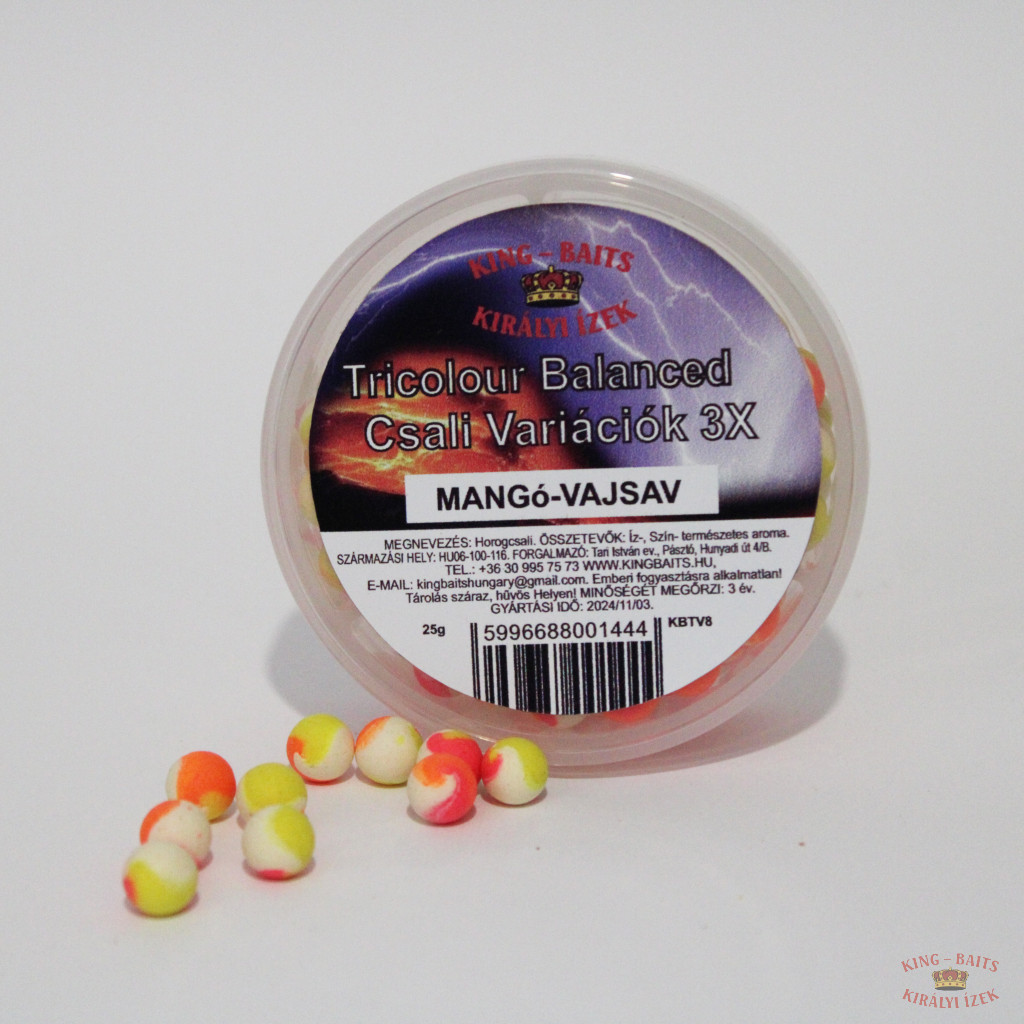 KING - BAITS
KIRÁLYI ÍZEK
Tricolour Balanced
Csali Variációk 3X
MANGó-VAJSAV
MEGNEVEZÉS: Horogcsali. ÖSSZETEVŐK: Íz-, Szín- természetes aroma.
SZÁRMAZÁSI HELY: HU06-100-116. FORGALMAZÓ: Tari István ev., Pásztó, Hunyadi út 4/B.
TEL.: +36 30 995 75 73 WWW.KINGBAITS.HU,
E-MAIL: kingbaitshungary@gmail.com. Emberi fogyasztásra alkalmatlan!
Tárolás száraz, hűvös Helyen! MINŐSÉGÉT MEGŐRZI: 3 év.
GYÁRTÁSI IDŐ: 2024/11/03.
25g 5996688001444 KBTV8
KING - BAITS
KIRÁLYI ÍZEK